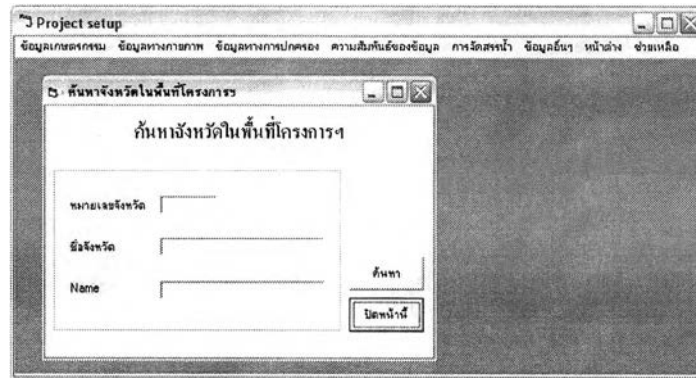 Project setup
ข้อมูลเกษตรกรรม ข้อมูลทางกายภาพ ข้อมูลทางการปกครอง ความสัมพันธ์ของข้อมูล การจัดสรรน้ำ ข้อมูลอื่นๆ หน้าต่าง ช่วยเหลือ
ค้นหาจังหวัดในพื้นที่โครงการฯ
ค้นหาจังหวัดในพื้นที่โครงการฯ
หมายเลขจังหวัด
ชื่อจังหวัด
Name
ค้นหา
ปิดหน้านี้